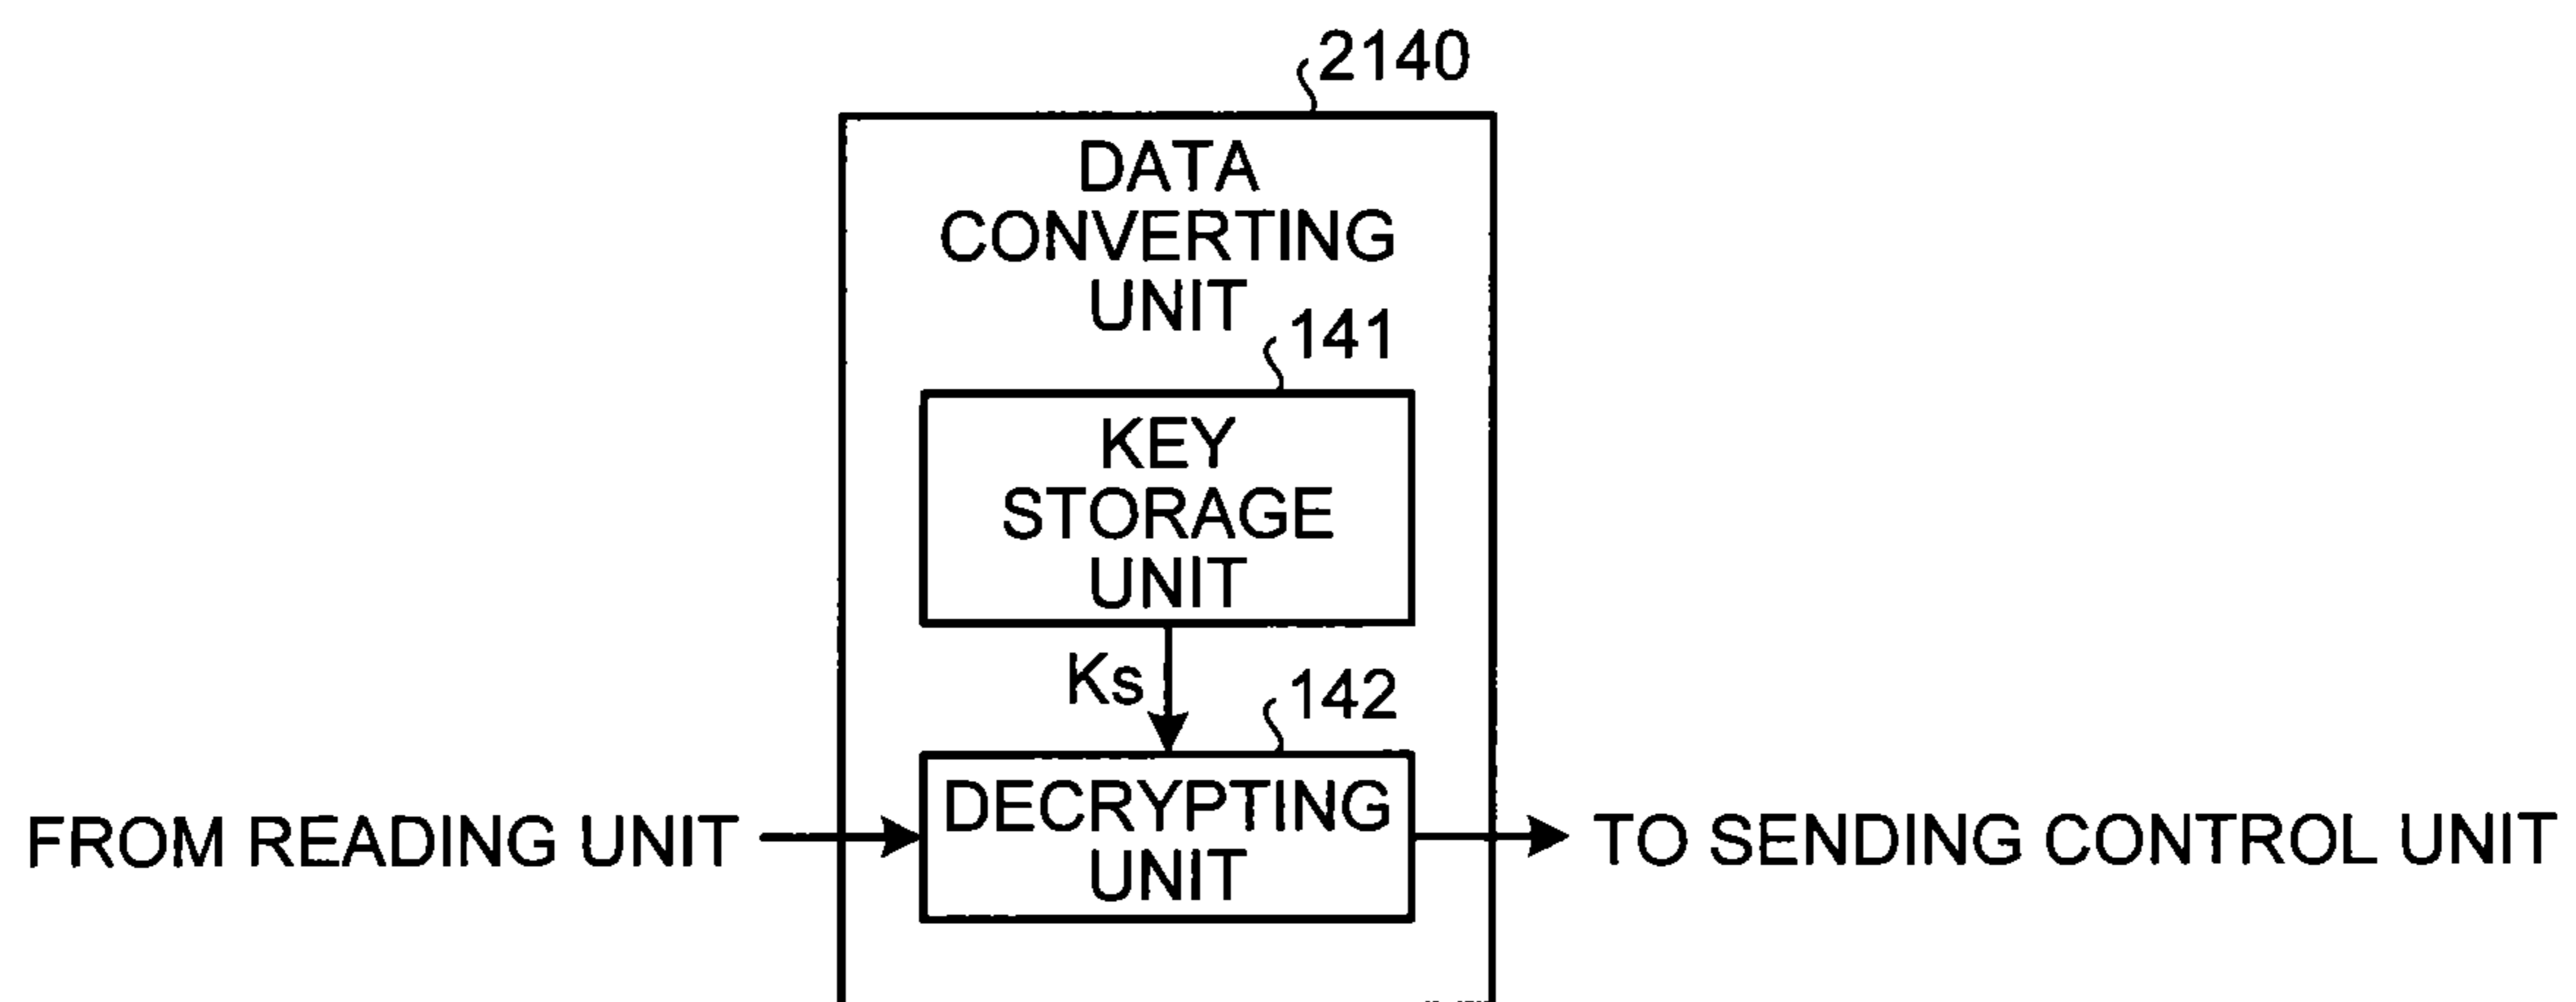 2140
DATA
CONVERTING
UNIT
141
KEY
STORAGE
UNIT
Ks
142
FROM READING UNIT
DECRYPTING
UNIT
TO SENDING CONTROL UNIT